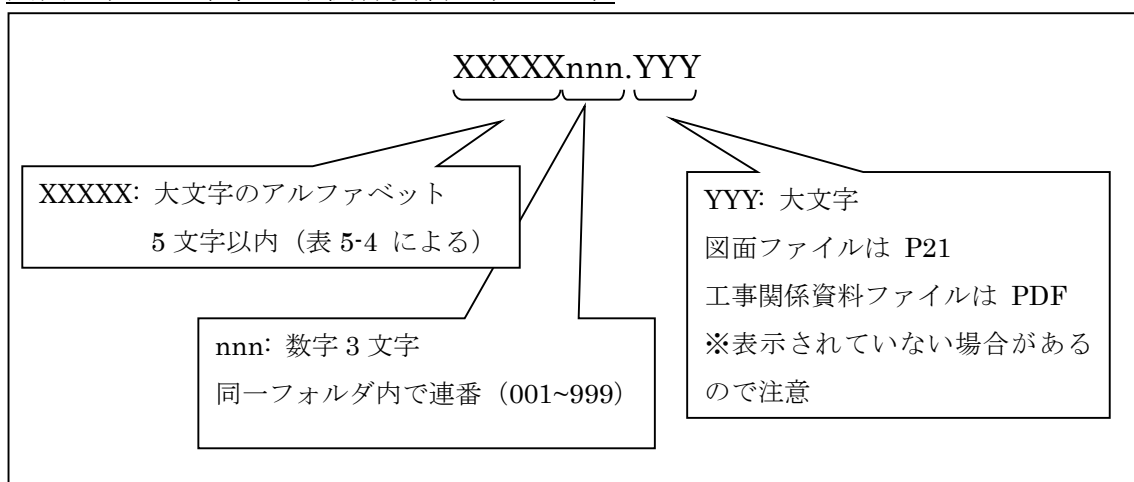 XXXXXnnn.YYY
XXXXX: 大文字のアルファベット
5 文字以内（表 5-4 による）
nnn: 数字 3 文字
同一フォルダ内で連番（001~999）
YYY: 大文字
図面ファイルは P21
工事関係資料ファイルは PDF
※表示されていない場合がある
ので注意